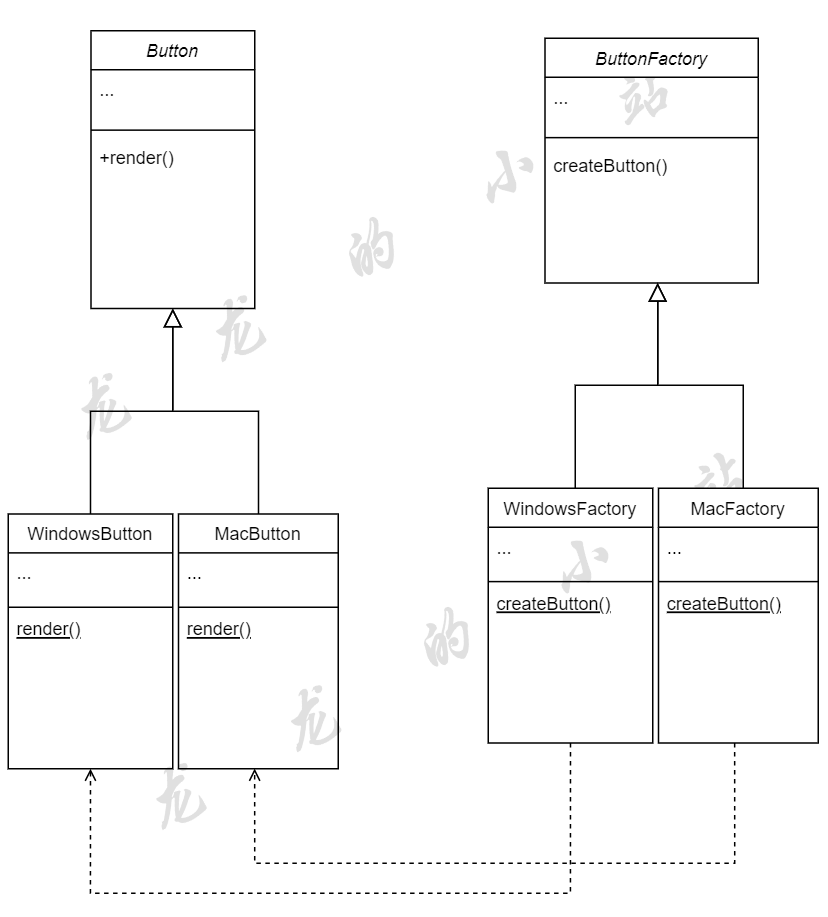 Button
...
+render()
ButtonFactory
...
createButton()
WindowsButton
...
render()
MacButton
...
render()
WindowsFactory
...
createButton()
MacFactory
...
createButton()
龙龙的小站
龙龙的小站